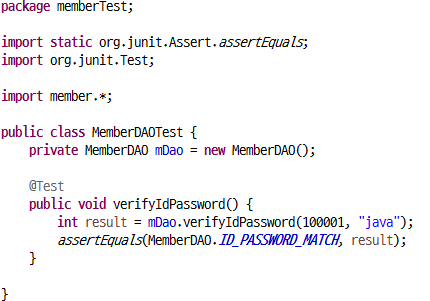 package memberTest;
import static org.junit.Assert.assertEquals;
import org.junit.Test;
import member.*;
public class MemberDAOTest {
private MemberDAO mDao = new MemberDAO();
@Test
public void verifyIdPassword() {
int result = mDao.verifyIdPassword(100001, "java");
assertEquals(MemberDAO.ID_PASSWORD_MATCH, result);
}
}